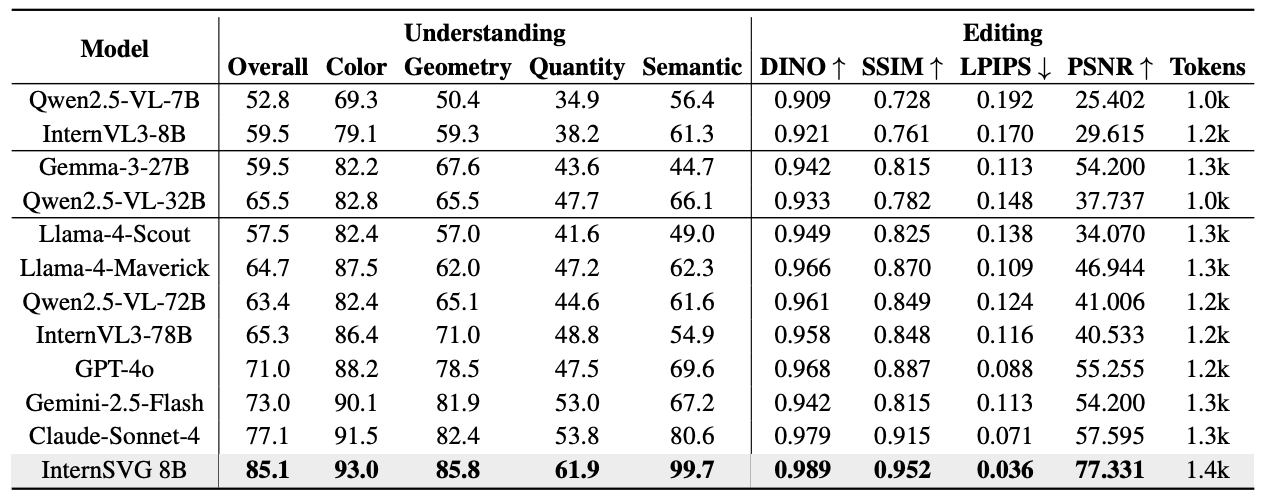 Model Understanding Editing
Overall Color Geometry Quantity Semantic DINO ↑ SSIM ↑ LPIPS ↓ PSNR ↑ Tokens
Qwen2.5-VL-7B 52.8 69.3 50.4 34.9 56.4 0.909 0.728 0.192 25.402 1.0k
InternVL3-8B 59.5 79.1 59.3 38.2 61.3 0.921 0.761 0.170 29.615 1.2k
Gemma-3-27B 59.5 82.2 67.6 43.6 44.7 0.942 0.815 0.113 54.200 1.3k
Qwen2.5-VL-32B 65.5 82.8 65.5 47.7 66.1 0.933 0.782 0.148 37.737 1.0k
Llama-4-Scout 57.5 82.4 57.0 41.6 49.0 0.949 0.825 0.138 34.070 1.3k
Llama-4-Maverick 64.7 87.5 62.0 47.2 62.3 0.966 0.870 0.109 46.944 1.3k
Qwen2.5-VL-72B 63.4 82.4 65.1 44.6 61.6 0.961 0.849 0.124 41.006 1.2k
InternVL3-78B 65.3 86.4 71.0 48.8 54.9 0.958 0.848 0.116 40.533 1.2k
GPT-4o 71.0 88.2 78.5 47.5 69.6 0.968 0.887 0.088 55.255 1.2k
Gemini-2.5-Flash 73.0 90.1 81.9 53.0 67.2 0.942 0.815 0.113 54.200 1.3k
Claude-Sonnet-4 77.1 91.5 82.4 53.8 80.6 0.979 0.915 0.071 57.595 1.3k
InternSVG 8B 85.1 93.0 85.8 61.9 99.7 0.989 0.952 0.036 77.331 1.4k